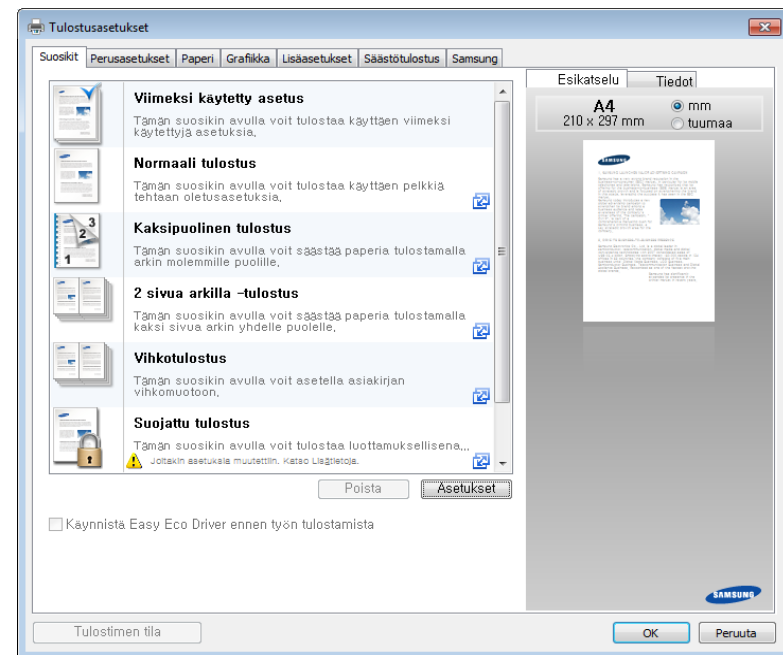 Tulostusasetukset
Suosikit Perusasetukset Paperi Grafiikka Lisäasetukset Säästötulostus Samsung
Viimeksi käytetty asetus
Tämän suosikin avulla voit tulostaa käyttäen viimeksi
käytettyjä asetuksia.
Normaali tulostus
Tämän suosikin avulla voit tulostaa käyttäen pelkkiä
tehtaan oletusasetuksia.
Kaksipuolinen tulostus
Tämän suosikin avulla voit säästää paperia tulostamalla
arkin molemmille puolille.
2 sivua arkilla -tulostus
Tämän suosikin avulla voit säästää paperia tulostamalla
kaksi sivua arkin yhdelle puolelle.
Vihkotulostus
Tämän suosikin avulla voit asetella asiakirjan
vihkomuotoon.
Suojattu tulostus
Tämän suosikin avulla voit tulostaa luottamuksellisena...
Joitakin asetuksia muutettiin. Katso Lisätietoja.
1 2 3
Poista Asetukset
Käynnistä Easy Eco Driver ennen työn tulostamista
Esikatselu Tiedot
A4
210 x 297 mm
mm
tuumaa
SAMSUNG
SAMSUNG
Tulostimen tila OK Peruuta